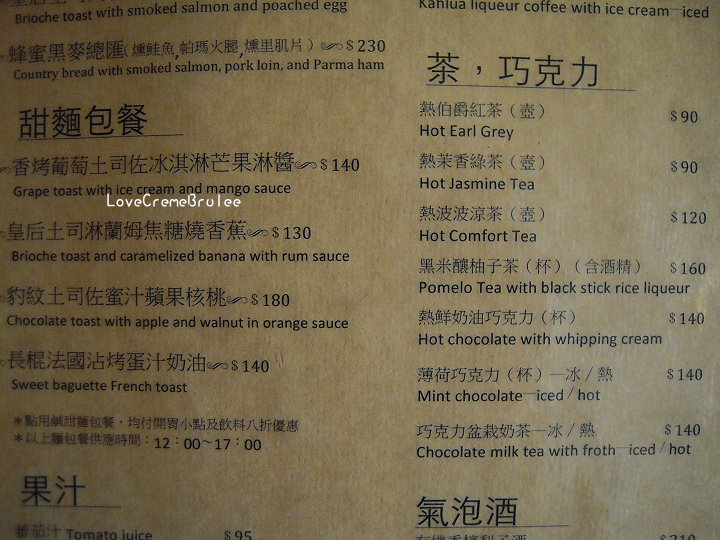 Brioche toast with smoked salmon and poached egg
蜂蜜黑麥總匯(燻鮭魚,帕瑪火腿,燻里肌片) $230
Country bread with smoked salmon, pork loin, and Parma ham
甜麵包餐
香烤葡萄土司佐冰淇淋芒果淋醬 $140
Grape toast with ice cream and mango sauce
LoveCremeBrulee
皇后土司淋蘭姆焦糖燒香蕉 $130
Brioche toast and caramelized banana with rum sauce
豹紋土司佐蜜汁蘋果核桃 $180
Chocolate toast with apple and walnut in orange sauce
長棍法國沾烤蛋汁奶油 $140
Sweet baguette French toast
*點用鹹甜麵包餐,均付開胃小點及飲料八折優惠
*以上麵包餐供應時間:12:00~17:00
果汁
蕃茄汁 Tomato juice $95
Kahlua liqueur coffee with ice cream—iced
茶,巧克力
熱伯爵紅茶(壺) $90
Hot Earl Grey
熱茉香綠茶(壺) $90
Hot Jasmine Tea
熱波波涼茶(壺) $120
Hot Comfort Tea
黑米釀柚子茶(杯)(含酒精) $160
Pomelo Tea with black stick rice liqueur
熱鮮奶油巧克力(杯) $140
Hot chocolate with whipping cream
薄荷巧克力(杯)—冰/熱 $140
Mint chocolate—iced/hot
巧克力盆栽奶茶—冰/熱 $140
Chocolate milk tea with froth—iced/hot
氣泡酒
$210